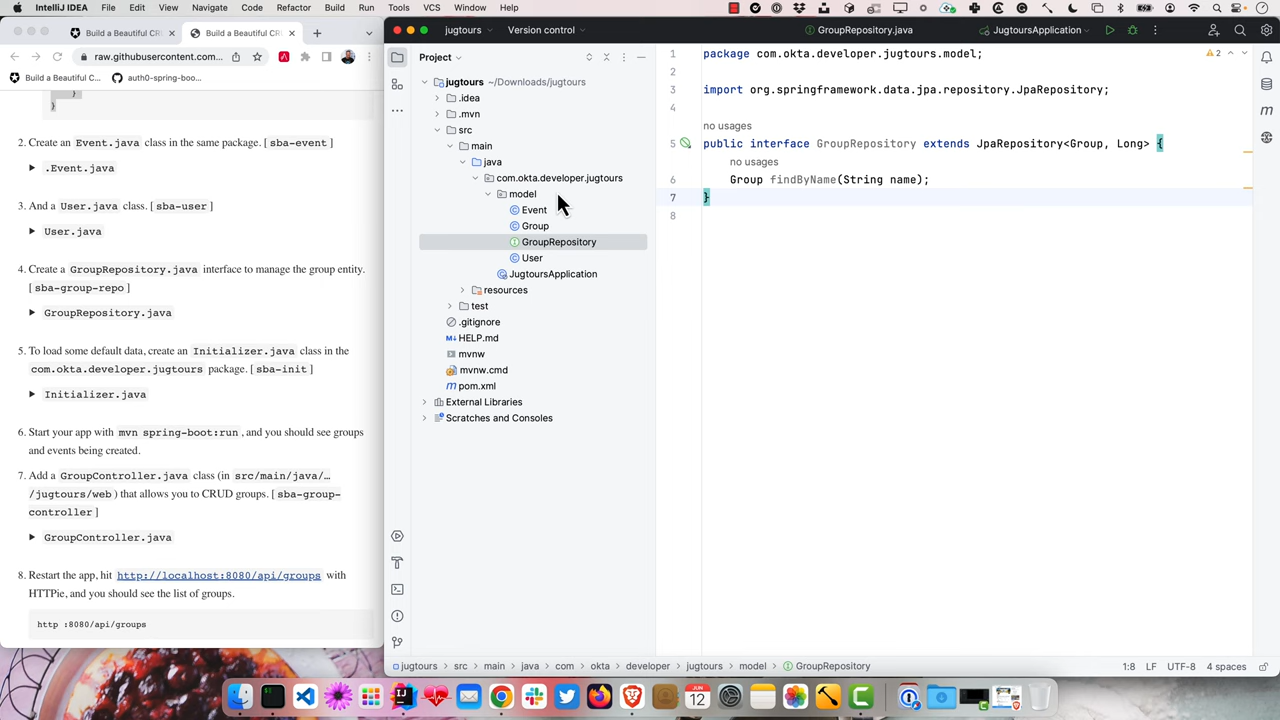 IntelliJ IDEA File Edit View Navigate Code Refactor Build Run Tools VCS Window Help
Build a Beautiful CR
Build a Beautiful CR
raw.githubusercontent.com...
Build a Beautiful CR...
auth0-spring-boo...
}
}
2. Create an Event.java class in the same package. [ sba-event ]
.Event.java
3. And a User.java class. [ sba-user ]
User.java
4. Create a GroupRepository.java interface to manage the group entity.
[ sba-group-repo ]
GroupRepository.java
5. To load some default data, create an Initializer.java class in the
com.okta.developer.jugtours package. [ sba-init ]
Initializer.java
6. Start your app with mvn spring-boot:run , and you should see groups
and events being created.
7. Add a GroupController.java class (in src/main/java/…
/jugtours/web ) that allows you to CRUD groups. [ sba-group-
controller ]
GroupController.java
8. Restart the app, hit http://localhost:8080/api/groups with
HTTPie, and you should see the list of groups.
http :8080/api/groups
jugtours
Version control
GroupRepository.java
JugtoursApplication
Project
jugtours ~/Downloads/jugtours
.idea
.mvn
src
main
java
com.okta.developer.jugtours
model
Event
Group
GroupRepository
User
JugtoursApplication
resources
test
.gitignore
HELP.md
mvnw
mvnw.cmd
pom.xml
External Libraries
Scratches and Consoles
1 package com.okta.developer.jugtours.model;
2
3 import org.springframework.data.jpa.repository.JpaRepository;
4
no usages
5 public interface GroupRepository extends JpaRepository<Group, Long> {
no usages
6 Group findByName(String name);
7 }
8
2
jugtours src main java com okta developer jugtours model GroupRepository
1:8 LF UTF-8 4 spaces
JUN
12